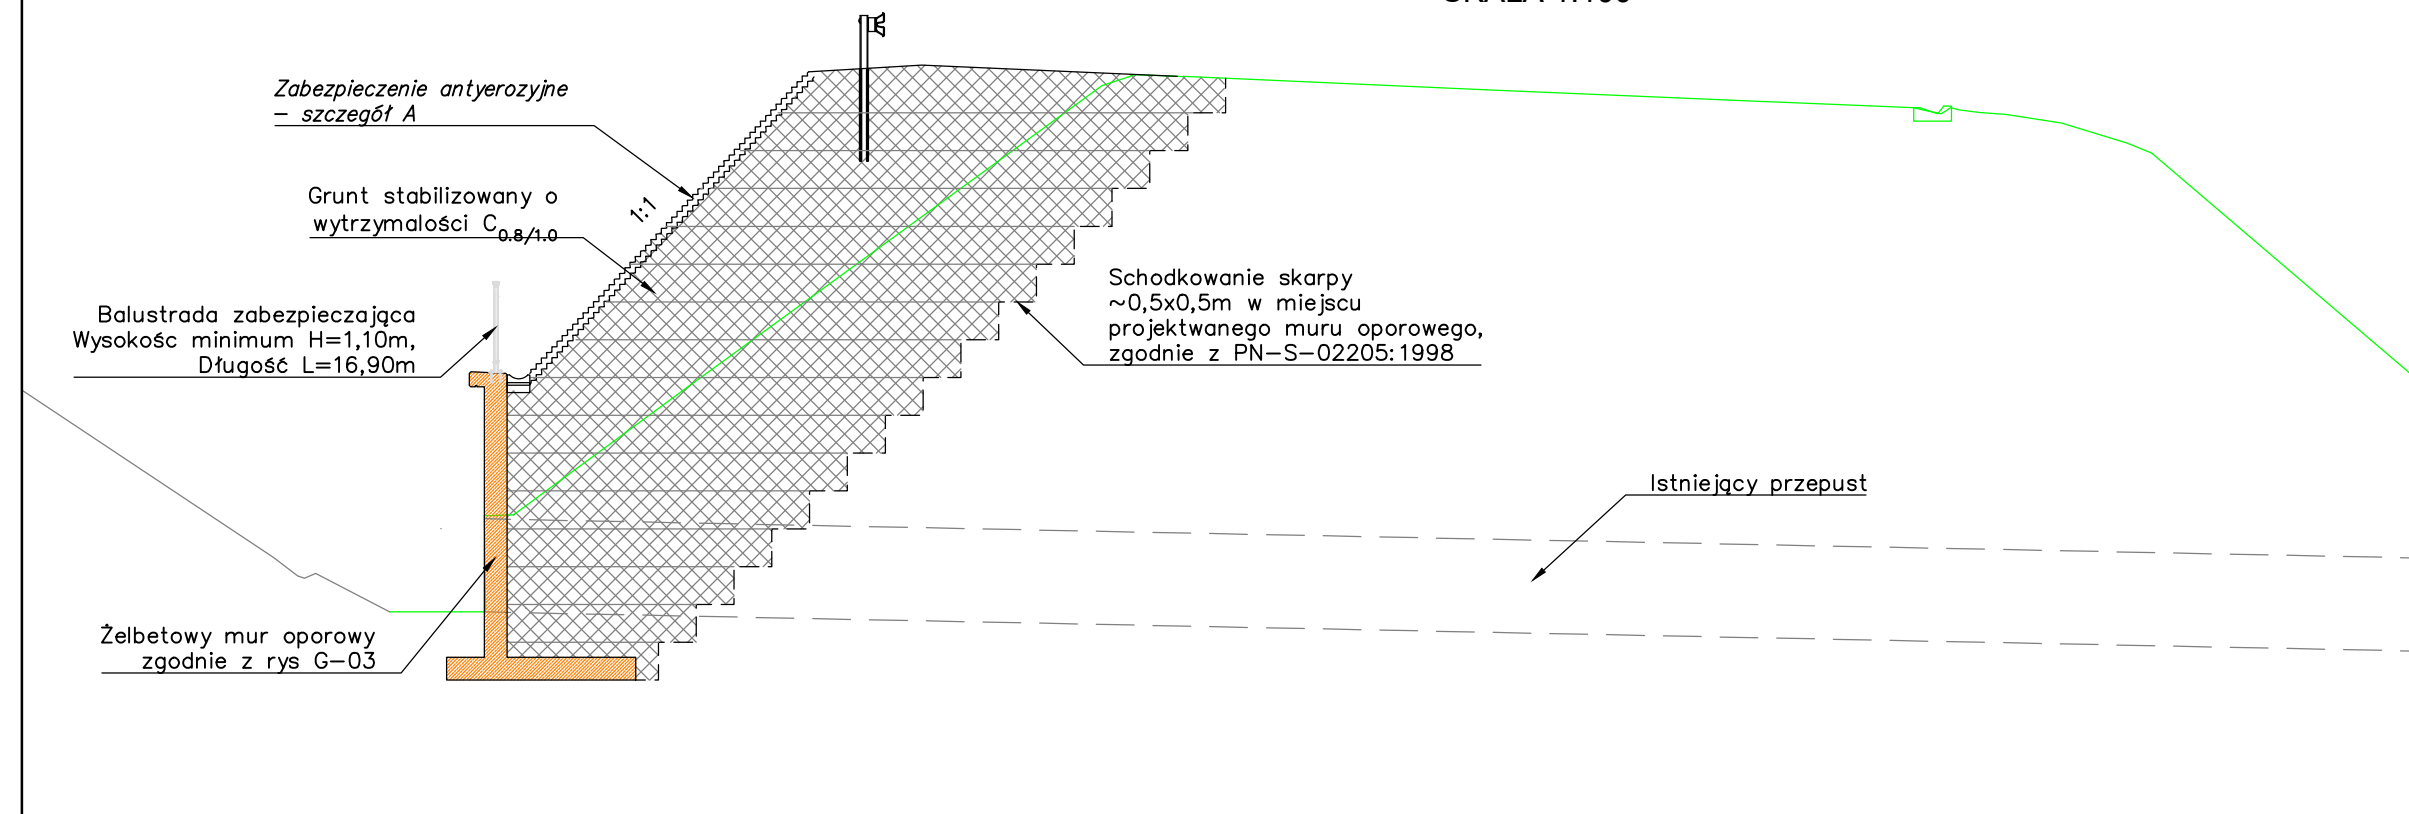 Zabezpieczenie antyerozyjne
– szczegół A
Grunt stabilizowany o
wytrzymalości C0.8/1.0
1:1
Balustrada zabezpieczająca
Wysokośc minimum H=1,10m,
Długość L=16,90m
Schodkowanie skarpy
~0,5x0,5m w miejscu
projektwanego muru oporowego,
zgodnie z PN–S–02205:1998
Istniejący przepust
Żelbetowy mur oporowy
zgodnie z rys G–03